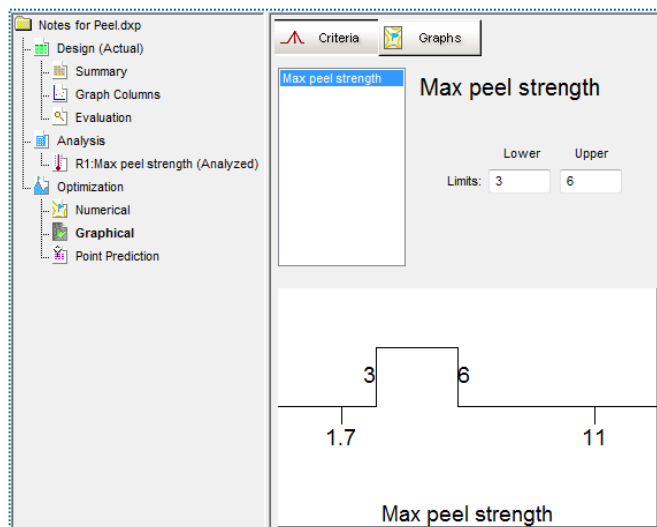 Notes for Peel.dxp
Design (Actual)
Summary
Graph Columns
Evaluation
Analysis
R1:Max peel strength (Analyzed)
Optimization
Numerical
Graphical
Point Prediction
Criteria
Graphs
Max peel strength
Max peel strength
Lower Upper
Limits: 3 6
3 6
1.7 11
Max peel strength